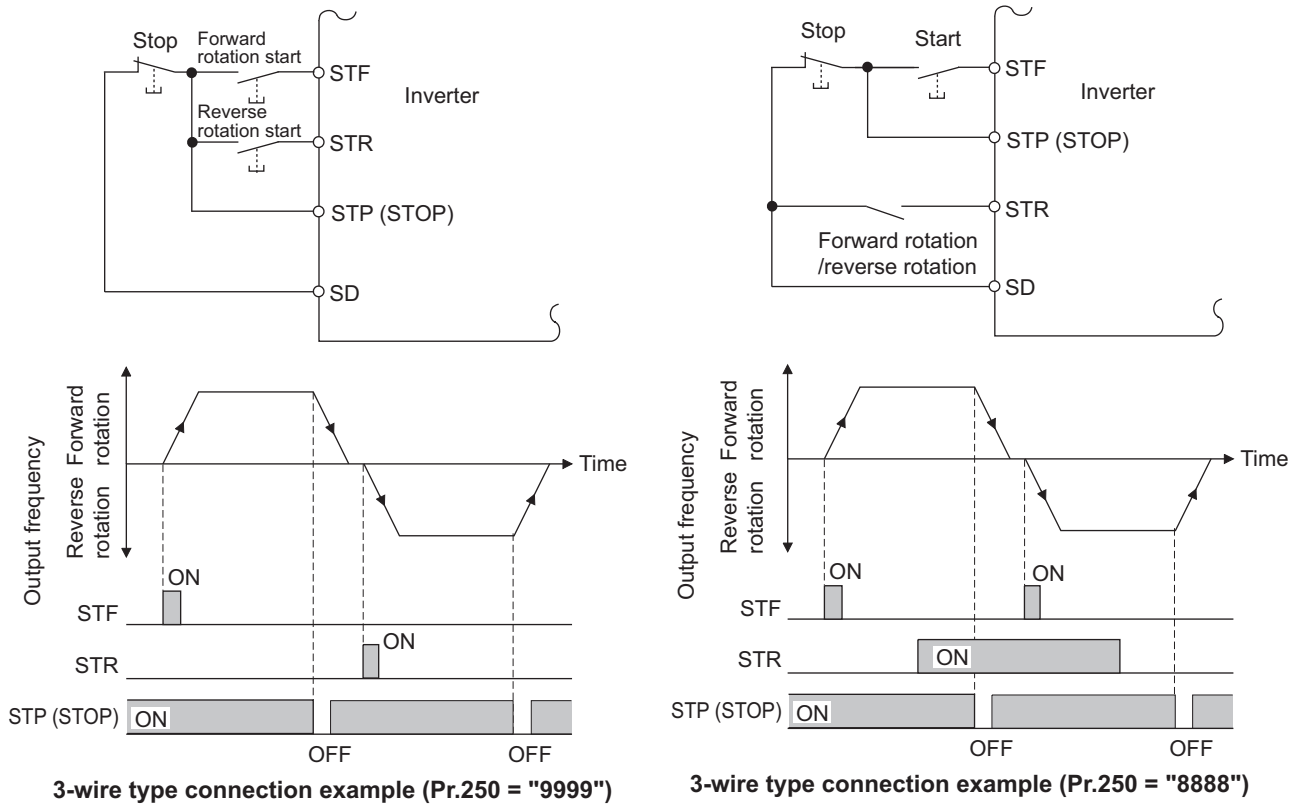 Stop
Forward
rotation start
STF
Inverter
Reverse
rotation start
STR
STP (STOP)
SD
Output frequency
Reverse Forward
rotation rotation
Time
ON
STF
ON
STR
STP (STOP)
ON
OFF
OFF
3-wire type connection example (Pr.250 = "9999")
Stop
Start
STF
Inverter
STP (STOP)
STR
Forward rotation
/reverse rotation
SD
Output frequency
Reverse Forward
rotation rotation
Time
ON
ON
STF
STR
ON
STP (STOP)
ON
OFF
OFF
3-wire type connection example (Pr.250 = "8888")